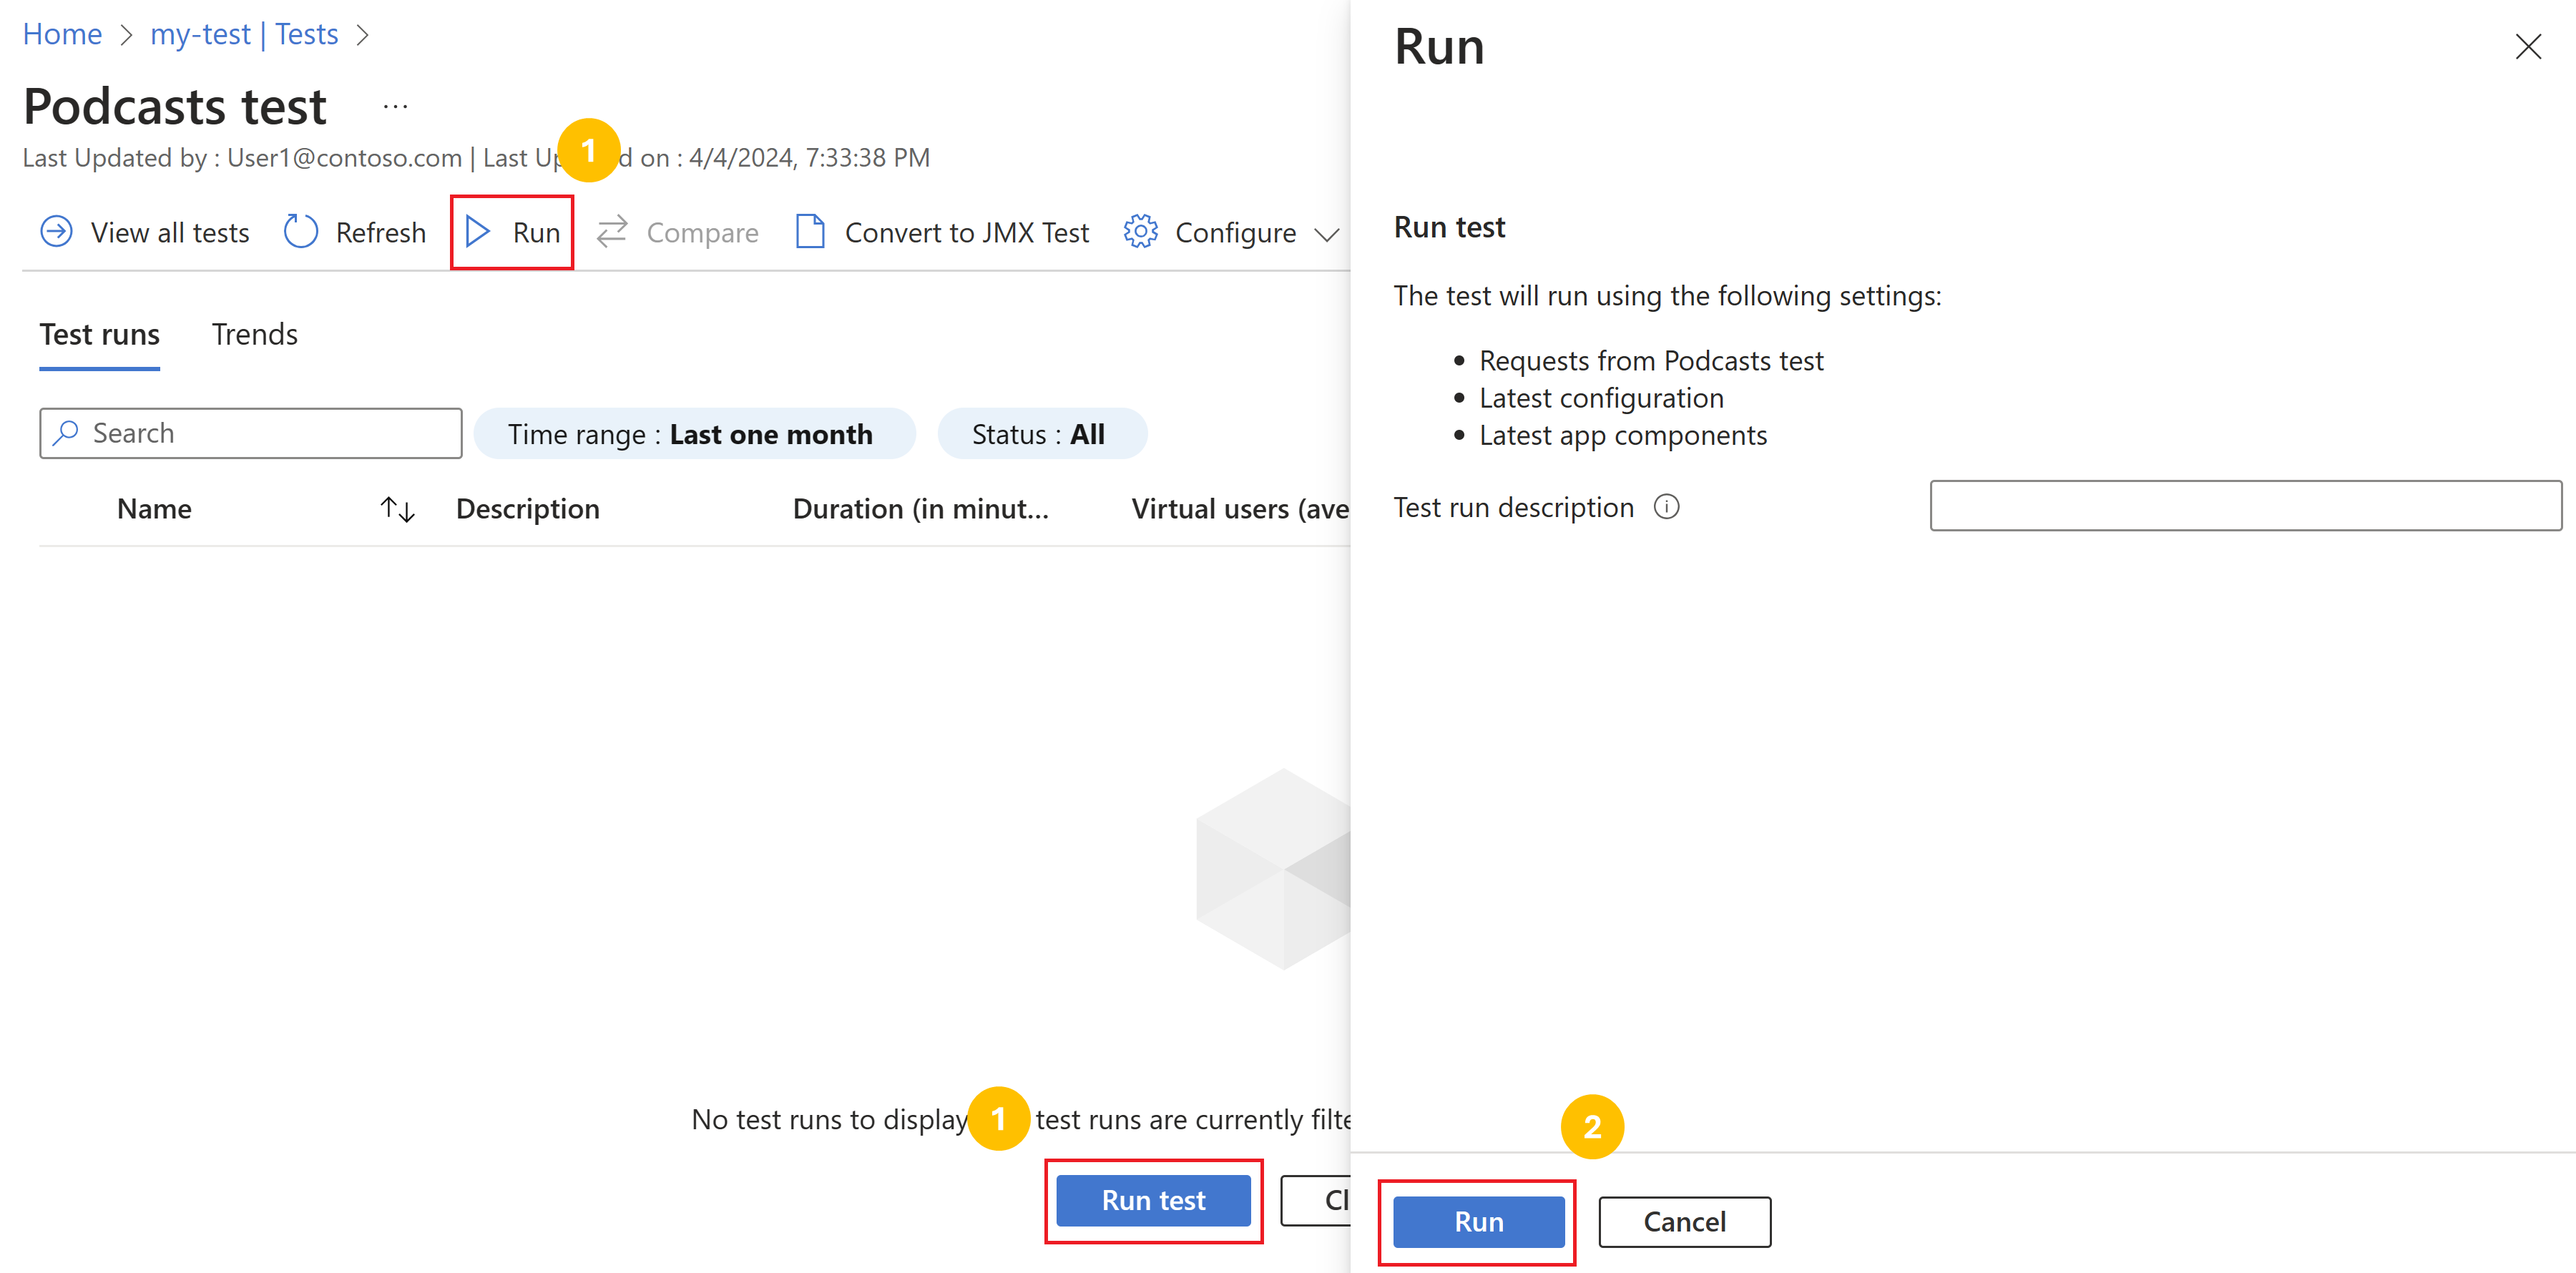 Home > my-test | Tests >
Podcasts test ...
1
Last Updated by : User1@contoso.com | Last Up d on : 4/4/2024, 7:33:38 PM
View all tests Refresh Run Compare Convert to JMX Test Configure
Test runs Trends
Search Time range : Last one month Status : All
Name Description Duration (in minut... Virtual users (ave
No test runs to display 1 test runs are currently filte
Run test Cl
Run
Run test
The test will run using the following settings:
• Requests from Podcasts test
• Latest configuration
• Latest app components
Test run description
2
Run Cancel